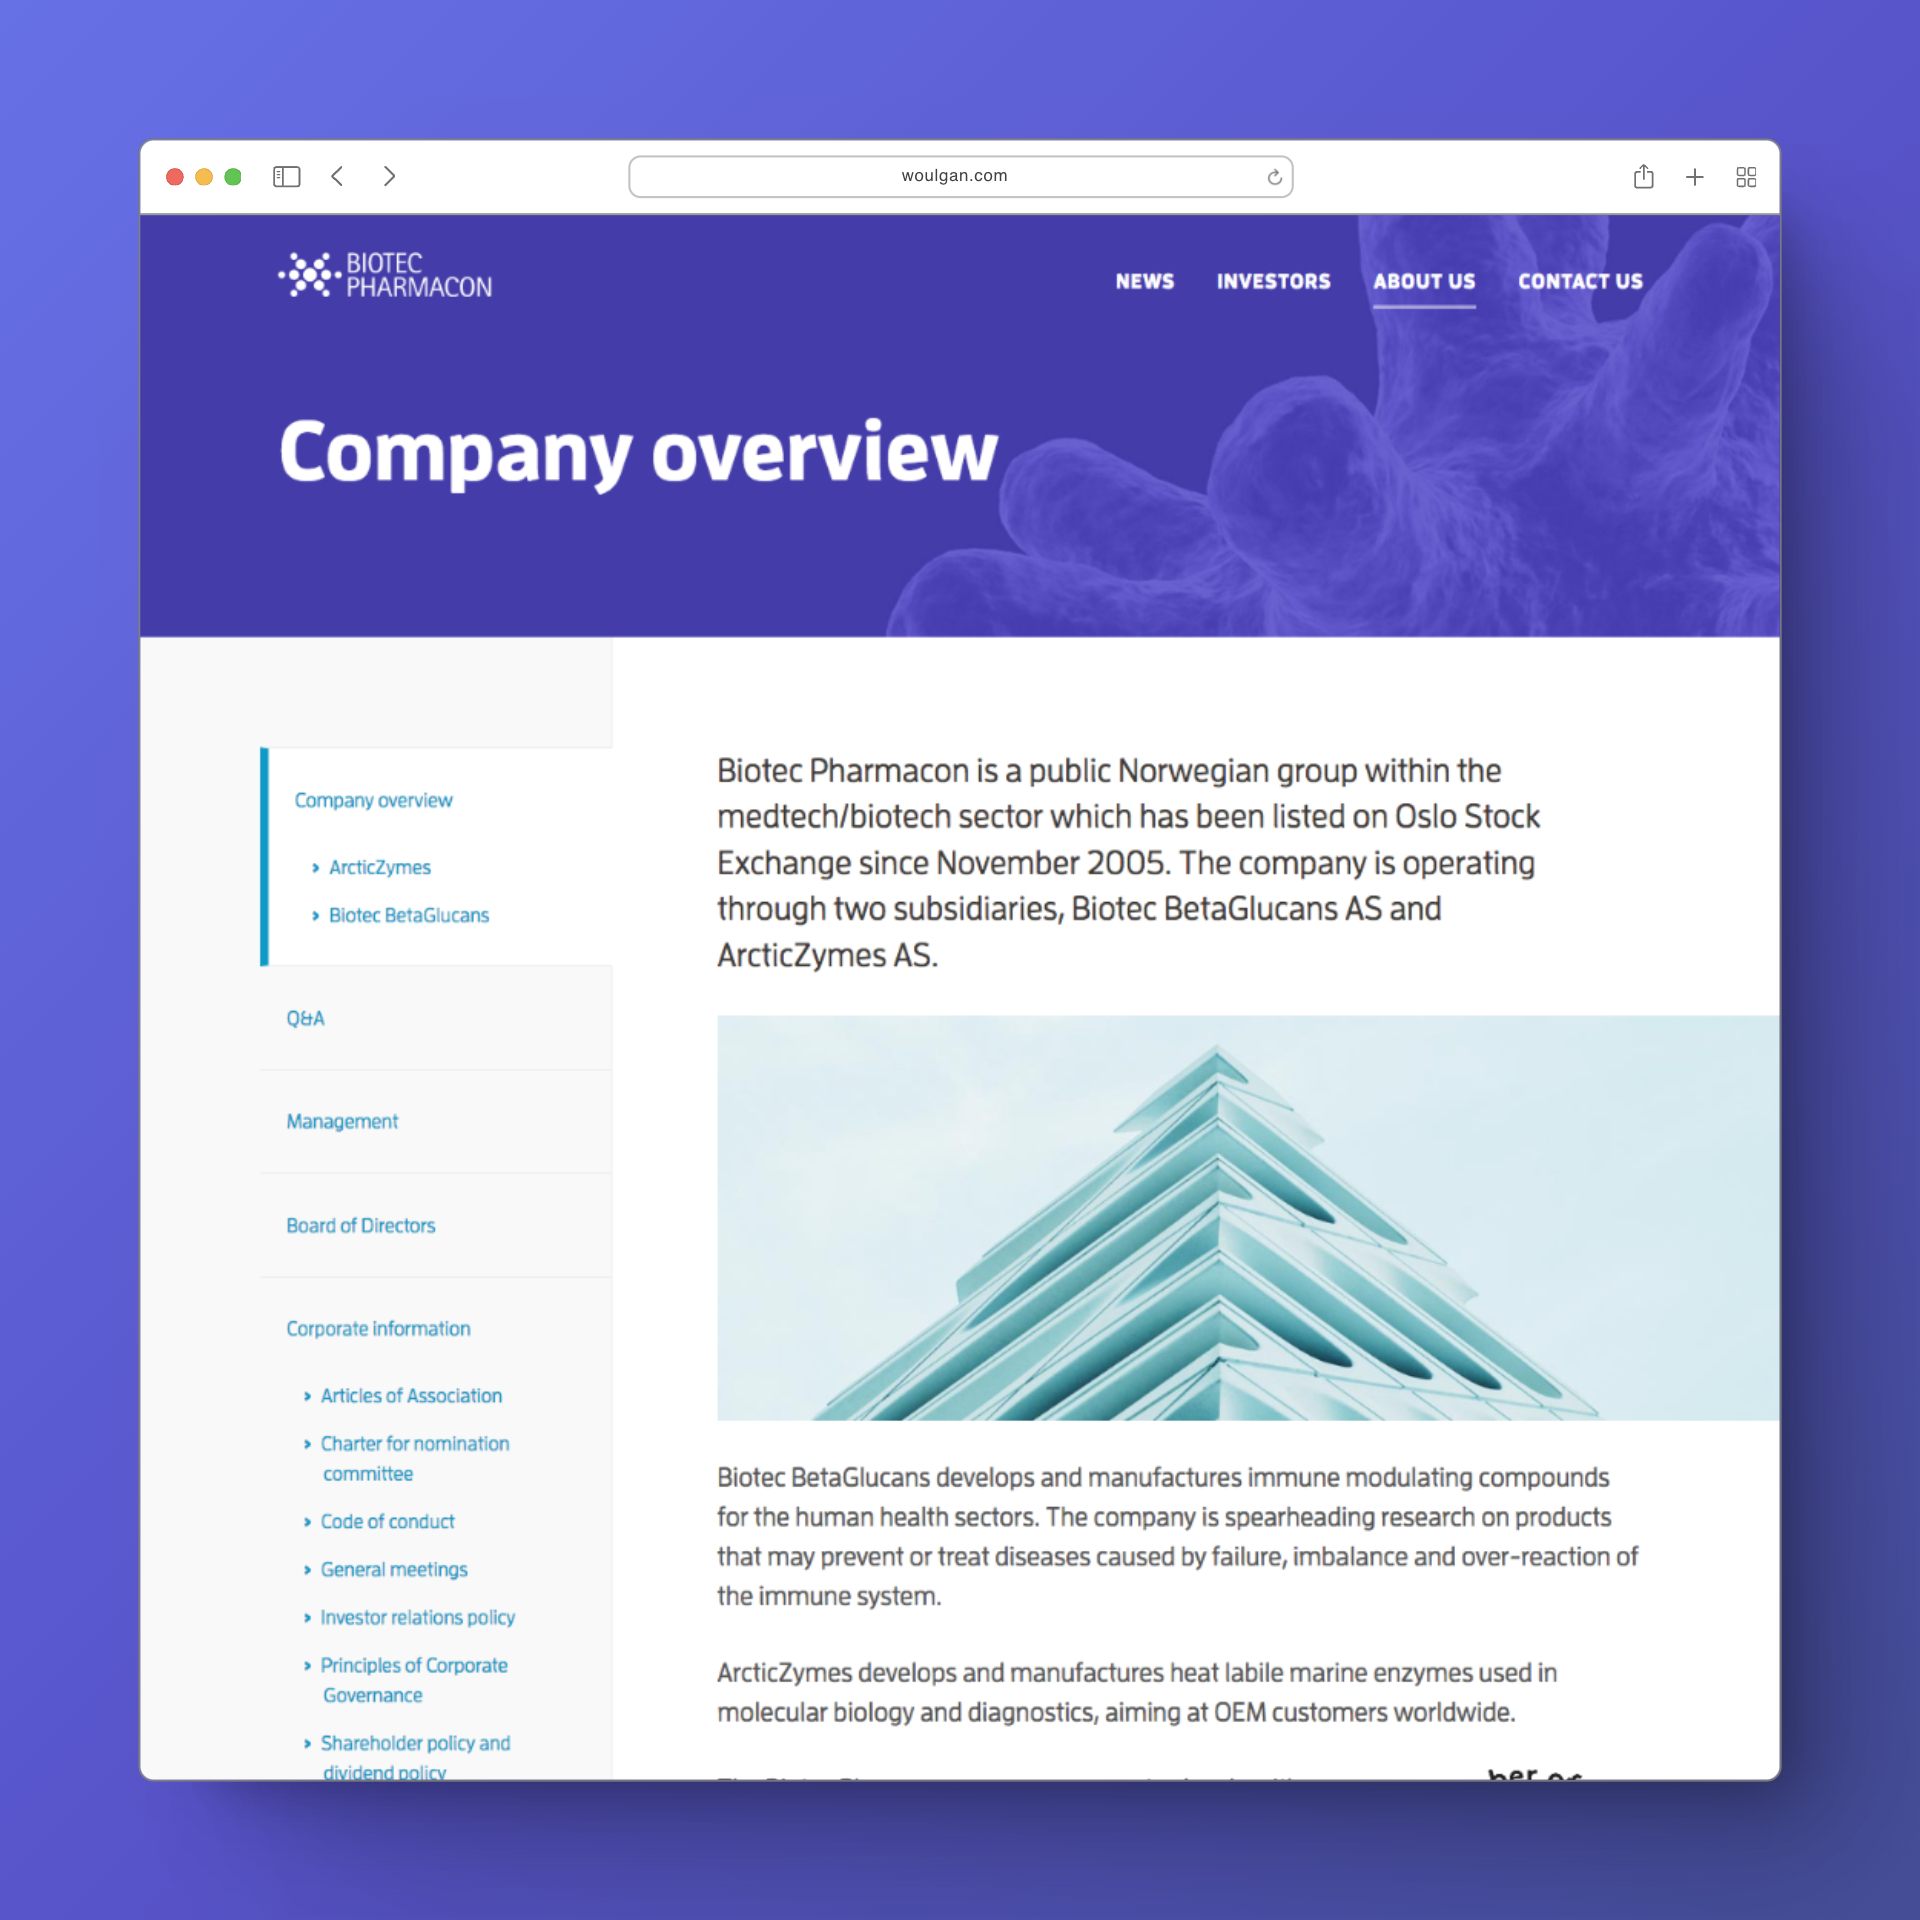 woulgan.com
BIOTEC
PHARMACON
NEWS INVESTORS ABOUT US CONTACT US
Company overview
Company overview
› ArcticZymes
› Biotec BetaGlucans
Q&A
Management
Board of Directors
Corporate information
› Articles of Association
› Charter for nomination
committee
› Code of conduct
› General meetings
› Investor relations policy
› Principles of Corporate
Governance
› Shareholder policy and
dividend policy
Biotec Pharmacon is a public Norwegian group within the
medtech/biotech sector which has been listed on Oslo Stock
Exchange since November 2005. The company is operating
through two subsidiaries, Biotec BetaGlucans AS and
ArcticZymes AS.
Biotec BetaGlucans develops and manufactures immune modulating compounds
for the human health sectors. The company is spearheading research on products
that may prevent or treat diseases caused by failure, imbalance and over-reaction of
the immune system.
ArcticZymes develops and manufactures heat labile marine enzymes used in
molecular biology and diagnostics, aiming at OEM customers worldwide.